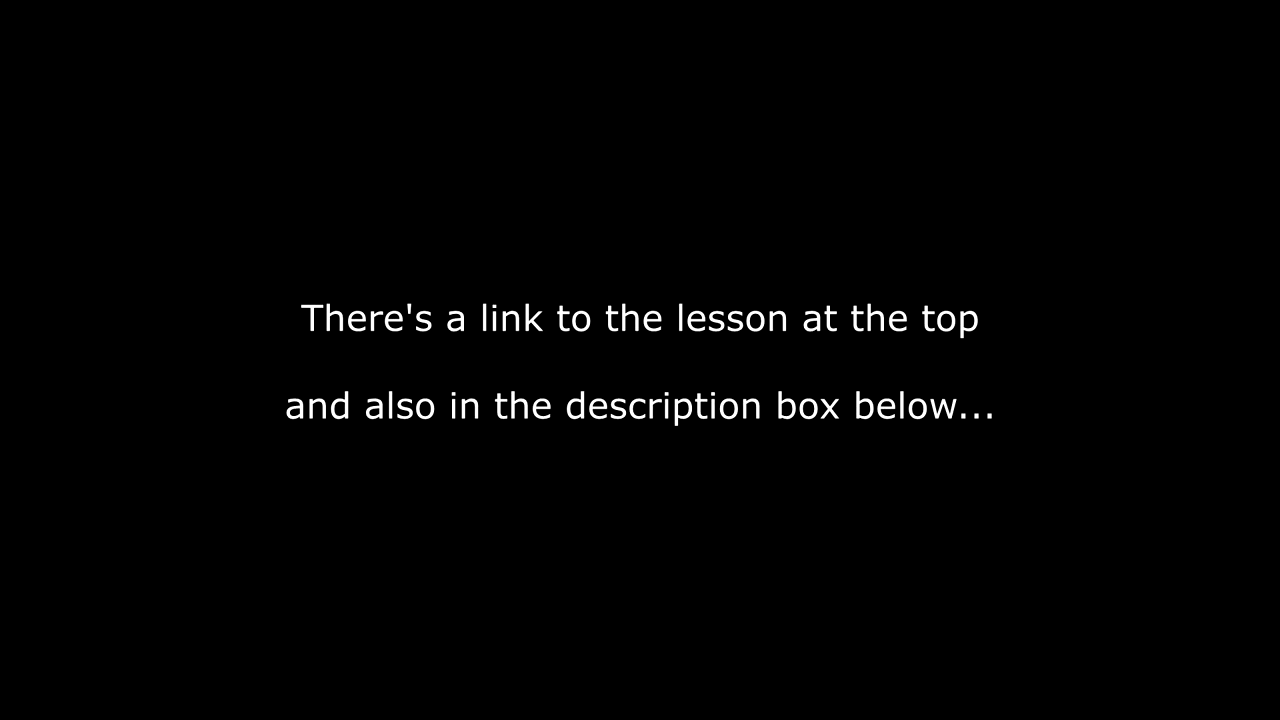 There's a link to the lesson at the top
and also in the description box below...